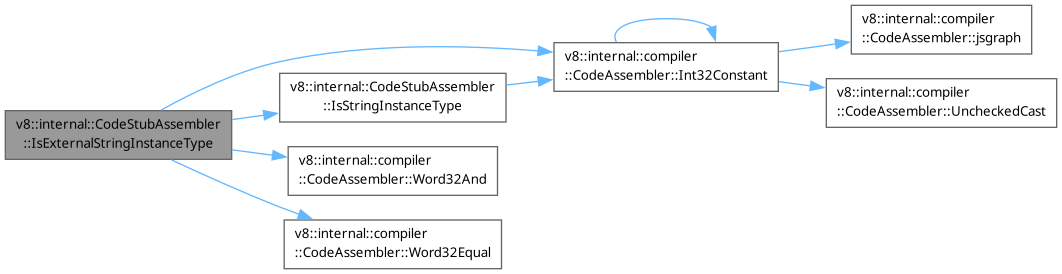 v8::internal::CodeStubAssembler
::IsExternalStringInstanceType
v8::internal::CodeStubAssembler
::IsStringInstanceType
v8::internal::compiler
::CodeAssembler::Word32And
v8::internal::compiler
::CodeAssembler::Word32Equal
v8::internal::compiler
::CodeAssembler::Int32Constant
v8::internal::compiler
::CodeAssembler::jsgraph
v8::internal::compiler
::CodeAssembler::UncheckedCast